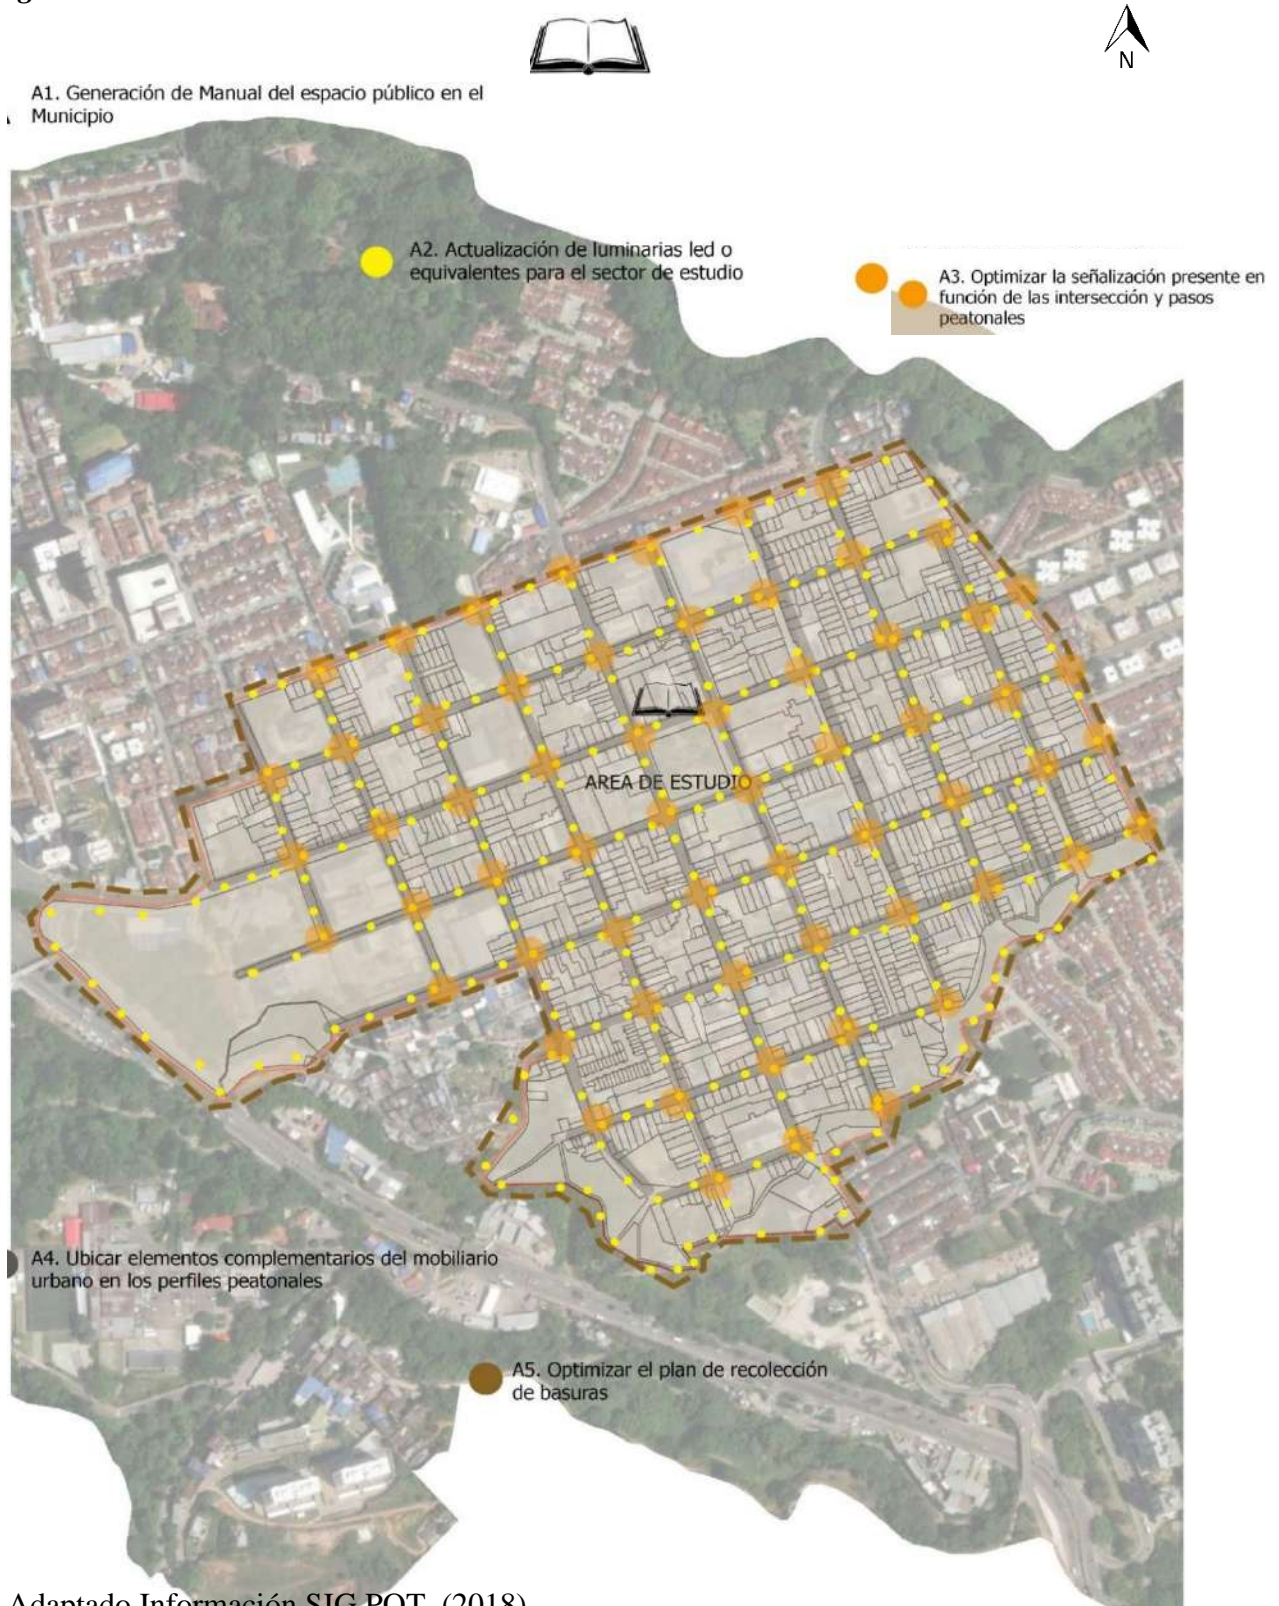 N
A1. Generación de Manual del espacio público en el
Municipio
A2. Actualización de luminarias led o
equivalentes para el sector de estudio
A3. Optimizar la señalización presente en
función de las intersección y pasos
peatonales
AREA DE ESTUDIO
A4. Ubicar elementos complementarios del mobiliario
urbano en los perfiles peatonales
A5. Optimizar el plan de recolección
de basuras
Adaptado Información SIG POT (2018)